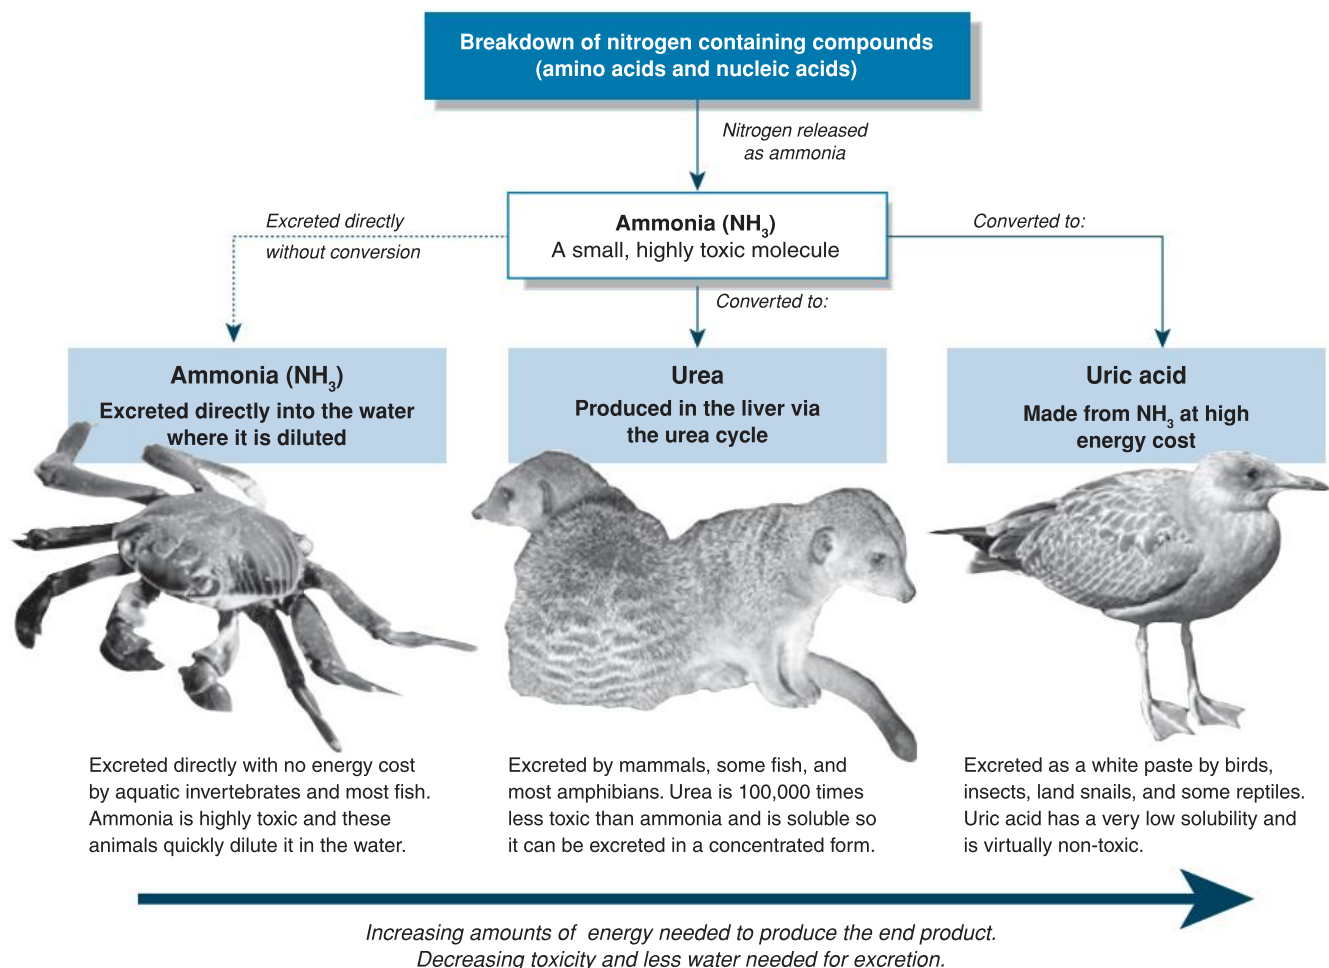 Breakdown of nitrogen containing compounds
(amino acids and nucleic acids)
Nitrogen released
as ammonia
Excreted directly
without conversion
Ammonia (NH₃)
A small, highly toxic molecule
Converted to:
Converted to:
Ammonia (NH₃)
Excreted directly into the water
where it is diluted
Urea
Produced in the liver via
the urea cycle
Uric acid
Made from NH₃ at high
energy cost
Excreted directly with no energy cost
by aquatic invertebrates and most fish.
Ammonia is highly toxic and these
animals quickly dilute it in the water.
Excreted by mammals, some fish, and
most amphibians. Urea is 100,000 times
less toxic than ammonia and is soluble so
it can be excreted in a concentrated form.
Excreted as a white paste by birds,
insects, land snails, and some reptiles.
Uric acid has a very low solubility and
is virtually non-toxic.
Increasing amounts of energy needed to produce the end product.
Decreasing toxicity and less water needed for excretion.